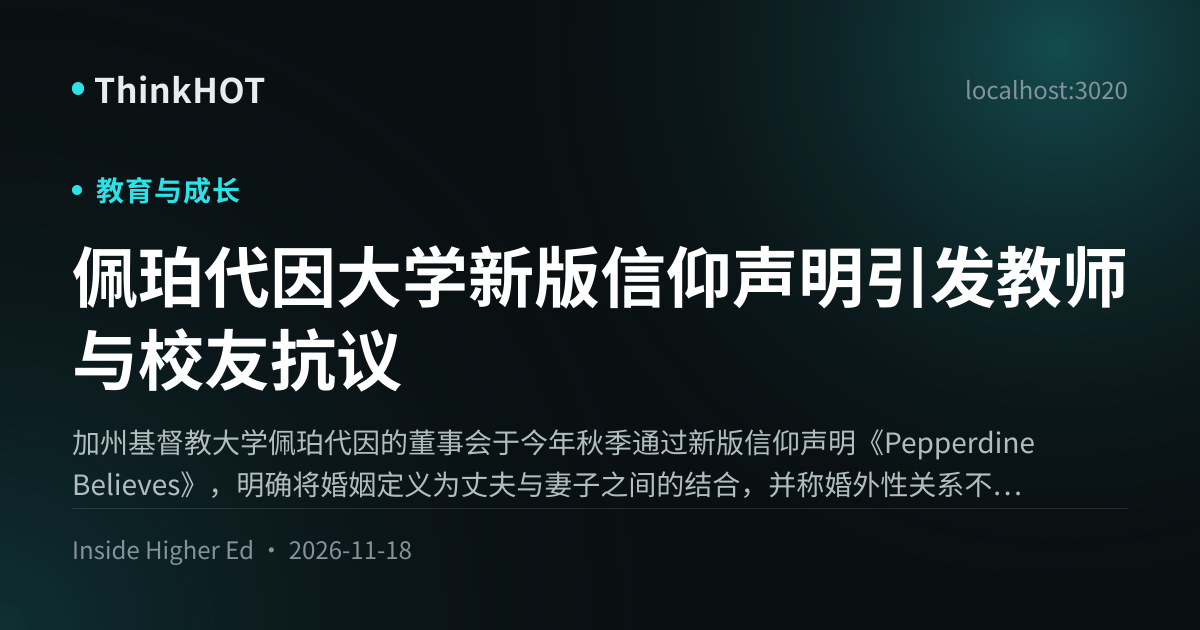 ThinkHOT
localhost:3020
教育与成长
佩珀代因大学新版信仰声明引发教师
与校友抗议
加州基督教大学佩珀代因的董事会于今年秋季通过新版信仰声明《Pepperdine
Believes》，明确将婚姻定义为丈夫与妻子之间的结合，并称婚外性关系不…
Inside Higher Ed · 2026-11-18